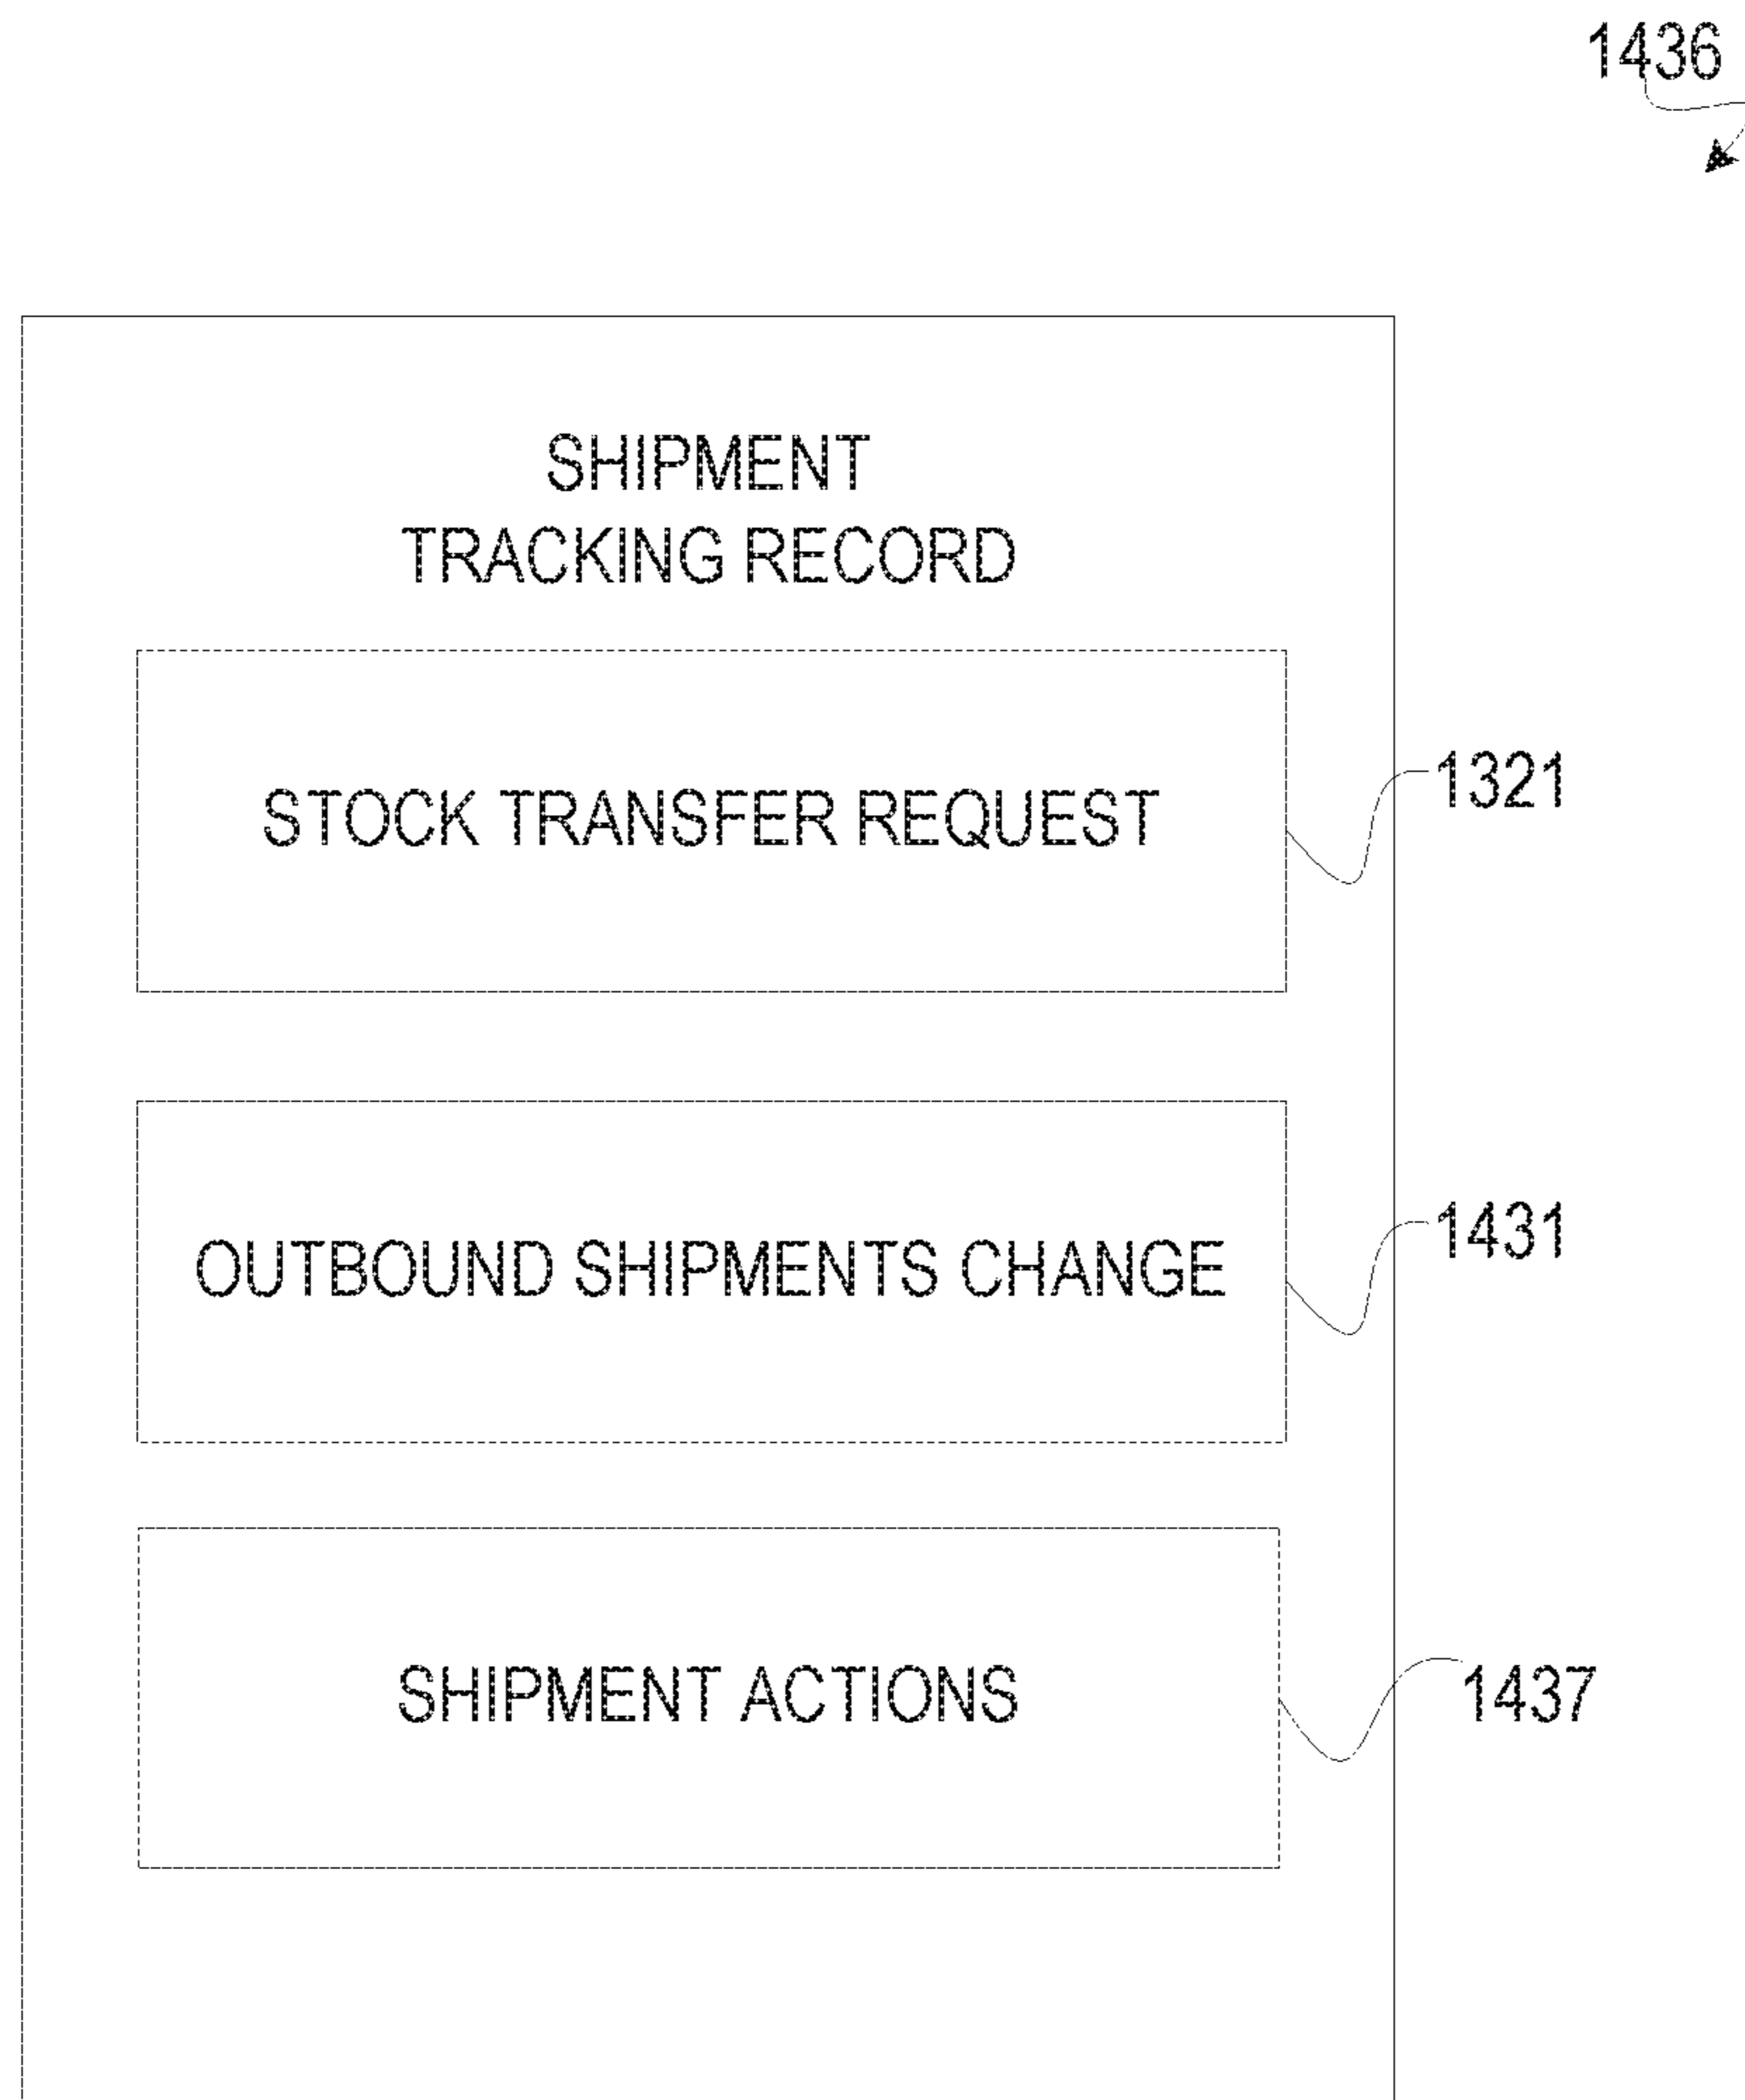 1436
SHIPMENT
TRACKING RECORD
STOCK TRANSFER REQUEST
1321
OUTBOUND SHIPMENTS CHANGE
1431
SHIPMENT ACTIONS
1437